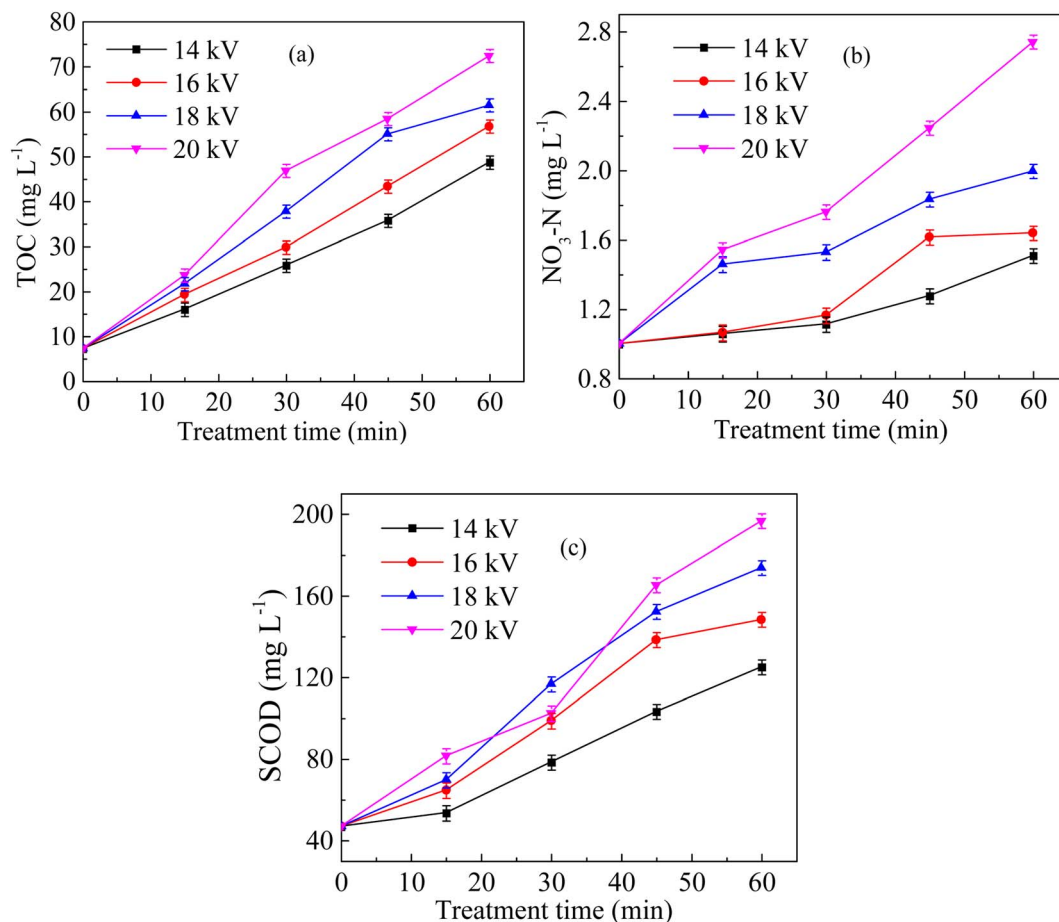 (a)
14 kV
16 kV
18 kV
20 kV
TOC (mg L⁻¹)
80
70
60
50
40
30
20
10
0
0 10 20 30 40 50 60
Treatment time (min)
(b)
14 kV
16 kV
18 kV
20 kV
NO₃-N (mg L⁻¹)
2.8
2.4
2.0
1.6
1.2
0.8
0 10 20 30 40 50 60
Treatment time (min)
(c)
14 kV
16 kV
18 kV
20 kV
SCOD (mg L⁻¹)
200
160
120
80
40
0 10 20 30 40 50 60
Treatment time (min)